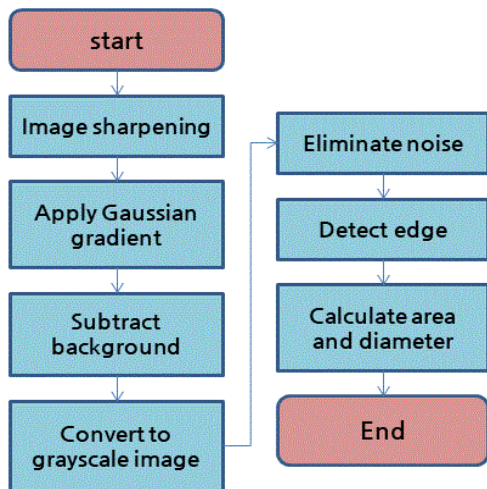 start
Image sharpening
Apply Gaussian
gradient
Subtract
background
Convert to
grayscale image
Eliminate noise
Detect edge
Calculate area
and diameter
End